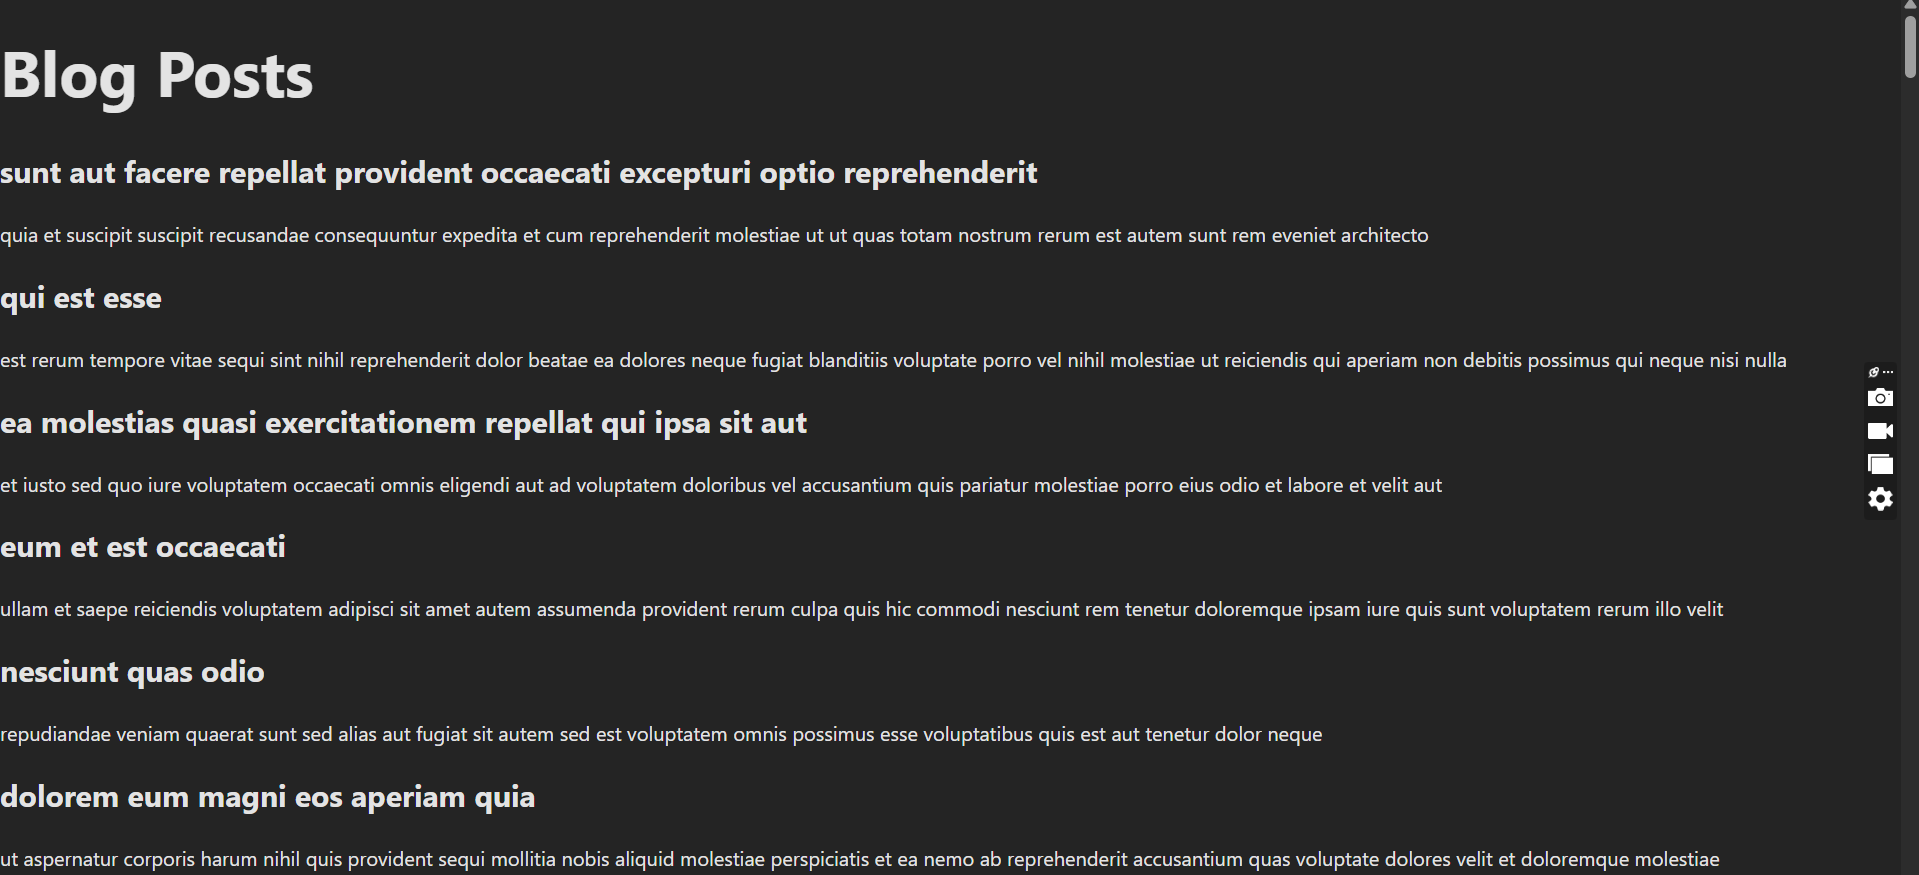 Blog Posts
sunt aut facere repellat provident occaecati excepturi optio reprehenderit
quia et suscipit suscipit recusandae consequuntur expedita et cum reprehenderit molestiae ut ut quas totam nostrum rerum est autem sunt rem eveniet architecto
qui est esse
est rerum tempore vitae sequi sint nihil reprehenderit dolor beatae ea dolores neque fugiat blanditiis voluptate porro vel nihil molestiae ut reiciendis qui aperiam non debitis possimus qui neque nisi nulla
ea molestias quasi exercitationem repellat qui ipsa sit aut
et iusto sed quo iure voluptatem occaecati omnis eligendi aut ad voluptatem doloribus vel accusantium quis pariatur molestiae porro eius odio et labore et velit aut
eum et est occaecati
ullam et saepe reiciendis voluptatem adipisci sit amet autem assumenda provident rerum culpa quis hic commodi nesciunt rem tenetur doloremque ipsam iure quis sunt voluptatem rerum illo velit
nesciunt quas odio
repudiandae veniam quaerat sunt sed alias aut fugiat sit autem sed est voluptatem omnis possimus esse voluptatibus quis est aut tenetur dolor neque
dolorem eum magni eos aperiam quia
ut aspernatur corporis harum nihil quis provident sequi mollitia nobis aliquid molestiae perspiciatis et ea nemo ab reprehenderit accusantium quas voluptate dolores velit et doloremque molestiae